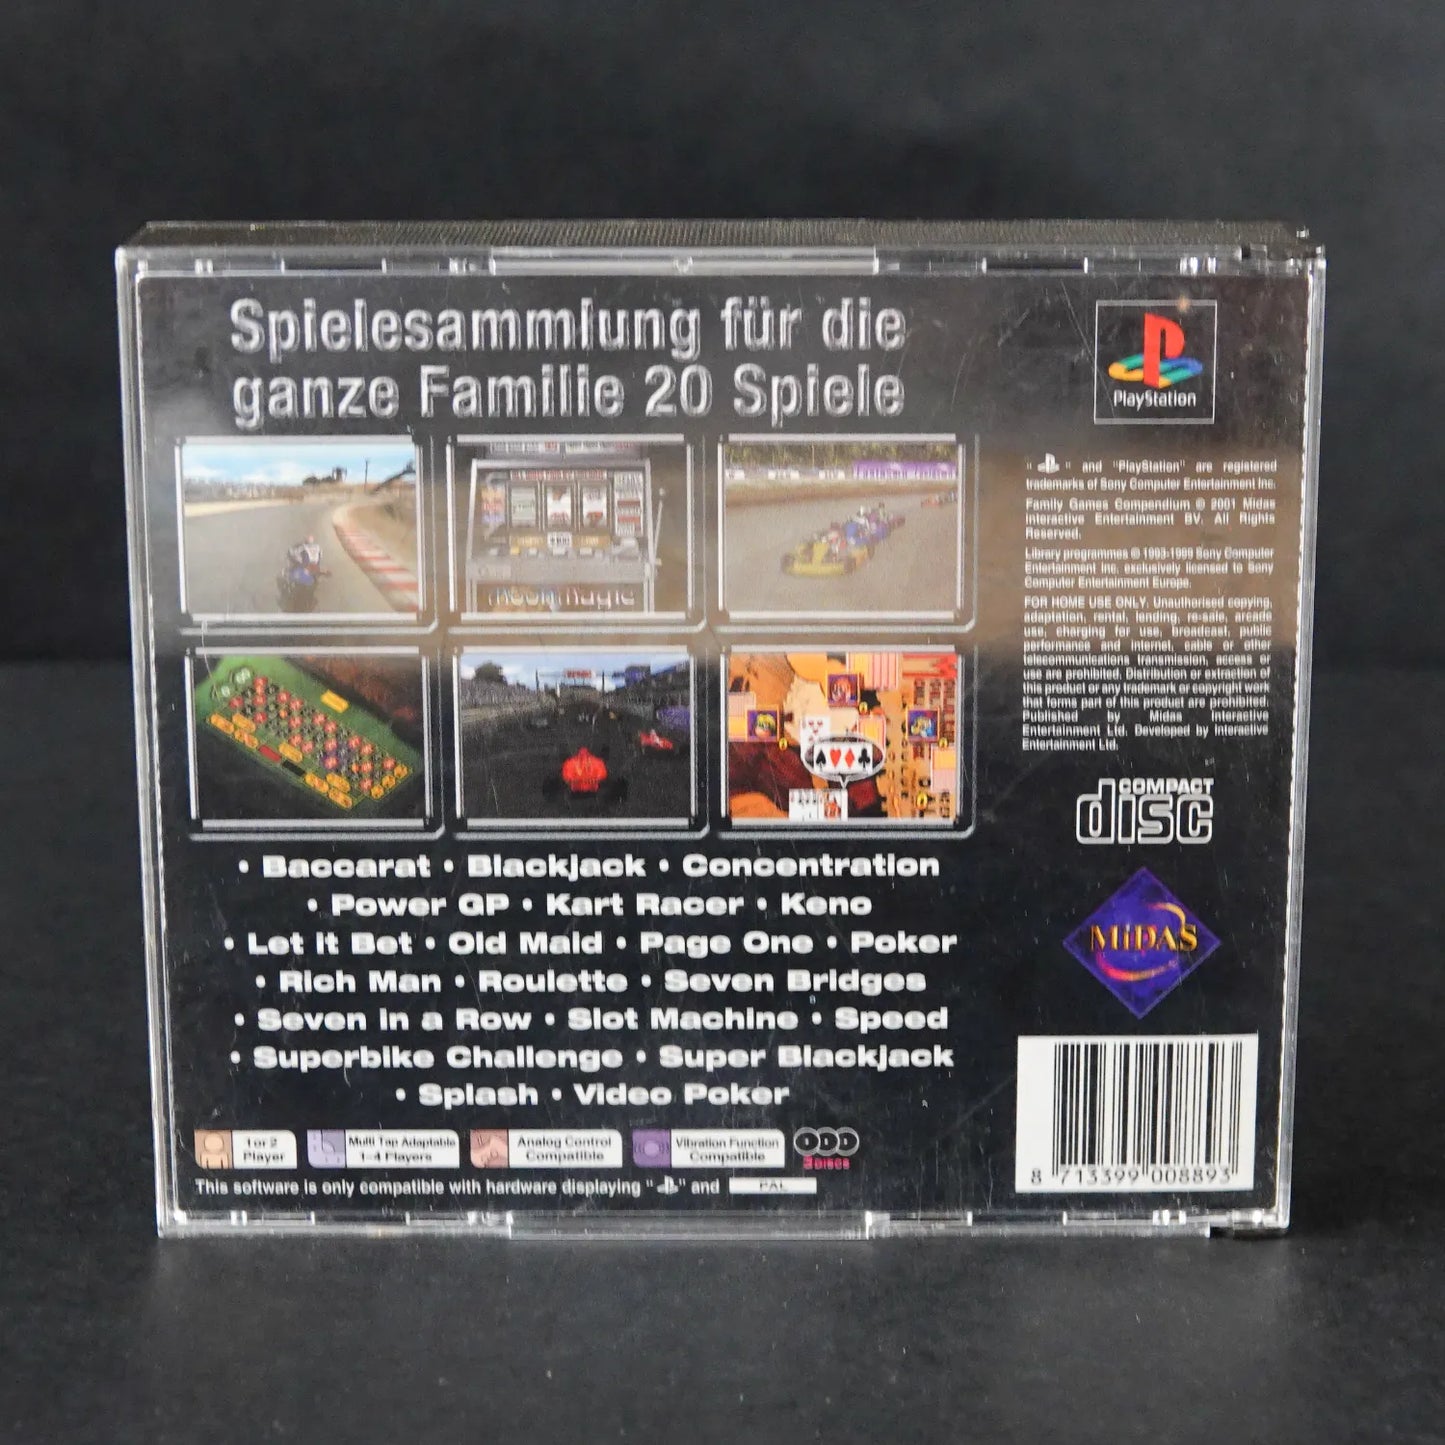 Spielesammlung für die
ganze Familie 20 Spiele
PlayStation
" " and "PlayStation" are registered
trademarks of Sony Computer Entertainment Inc.
Family Games Compendium © 2001 Midas
Interactive Entertainment BV. All Rights
Reserved.
Library programmes © 1993-1999 Sony Computer
Entertainment Inc. exclusively licensed to Sony
Computer Entertainment Europe.
FOR HOME USE ONLY. Unauthorised copying,
adaptation, rental, lending, re-sale, arcade
use, charging for use, broadcast, public
performance and internet, cable or other
telecommunications transmission, access or
use are prohibited. Distribution or extraction of
this product or any trademark or copyright work
that forms part of this product are prohibited.
Published by Midas Interactive
Entertainment Ltd. Developed by Interactive
Entertainment Ltd.
COMPACT
disc
MiDAS
• Baccarat • Blackjack • Concentration
• Power GP • Kart Racer • Keno
• Let it Bet • Old Maid • Page One • Poker
• Rich Man • Roulette • Seven Bridges
• Seven in a Row • Slot Machine • Speed
• Superbike Challenge • Super Blackjack
• Splash • Video Poker
1 or 2
Player
Multi Tap Adaptable
1-4 Players
Analog Control
Compatible
Vibration Function
Compatible
3 Discs
This software is only compatible with hardware displaying " " and PAL
8 713399 008893